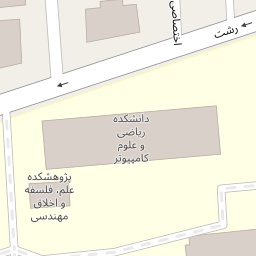 اختصاصی
رشت
دانشکده
ریاضی
و علوم
کامپیوتر
پژوهشکده
علم، فلسفه
و اخلاق
مهندسی